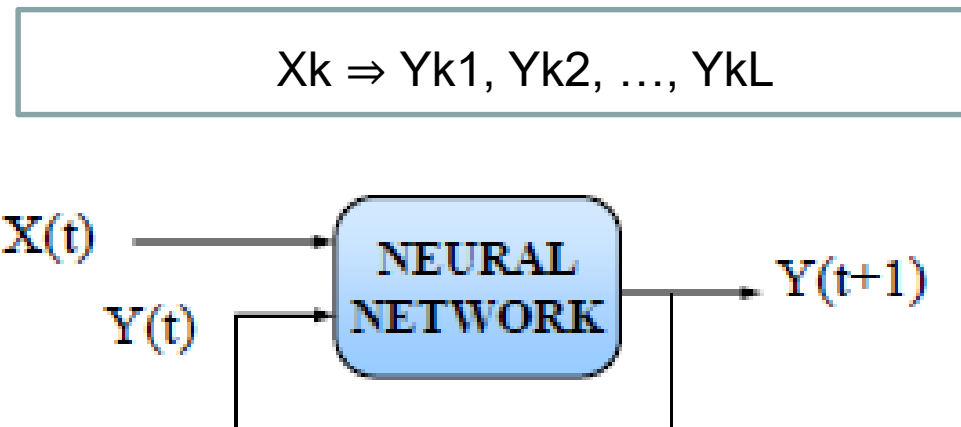 Xk ⇒ Yk1, Yk2, …, YkL
X(t)
NEURAL
NETWORK
Y(t+1)
Y(t)